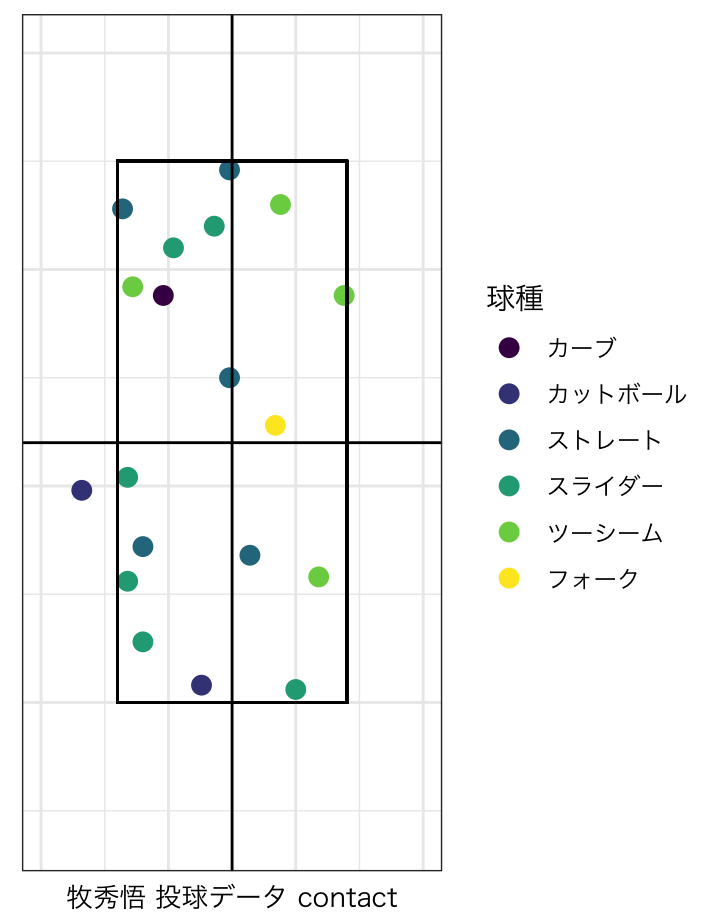 球種
カーブ
カットボール
ストレート
スライダー
ツーシーム
フォーク
牧秀悟 投球データ contact